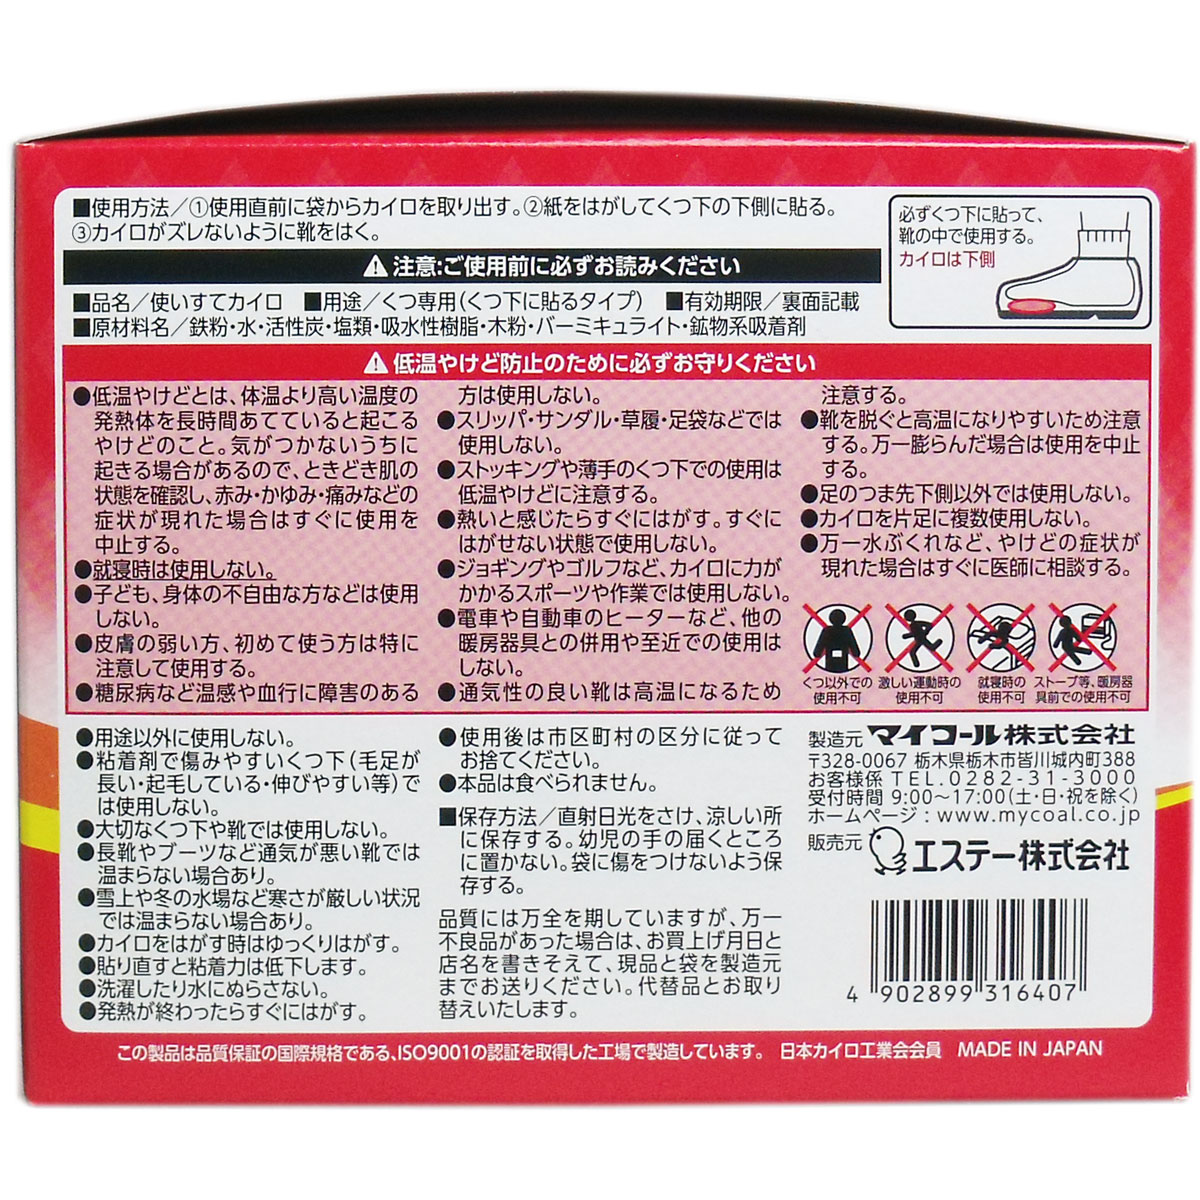 ■使用方法／①使用直前に袋からカイロを取り出す。②紙をはがしてくつ下の下側に貼る。
③カイロがズレないように靴をはく。
必ずくつ下に貼って、
靴の中で使用する。
カイロは下側
注意:ご使用前に必ずお読みください
■品名／使いすてカイロ ■用途／くつ専用（くつ下に貼るタイプ） ■有効期限／裏面記載
■原材料名／鉄粉・水・活性炭・塩類・吸水性樹脂・木粉・バーミキュライト・鉱物系吸着剤
低温やけど防止のために必ずお守りください
●低温やけどとは、体温より高い温度の
発熱体を長時間あてていると起こる
やけどのこと。気がつかないうちに
起きる場合があるので、ときどき肌の
状態を確認し、赤み・かゆみ・痛みなどの
症状が現れた場合はすぐに使用を
中止する。
●就寝時は使用しない。
●子ども、身体の不自由な方などは使用
しない。
●皮膚の弱い方、初めて使う方は特に
注意して使用する。
●糖尿病など温感や血行に障害のある
方は使用しない。
●スリッパ・サンダル・草履・足袋などでは
使用しない。
●ストッキングや薄手のくつ下での使用は
低温やけどに注意する。
●熱いと感じたらすぐにはがす。すぐに
はがせない状態で使用しない。
●ジョギングやゴルフなど、カイロに力が
かかるスポーツや作業では使用しない。
●電車や自動車のヒーターなど、他の
暖房器具との併用や至近での使用は
しない。
●通気性の良い靴は高温になるため
注意する。
●靴を脱ぐと高温になりやすいため注意
する。万一膨らんだ場合は使用を中止
する。
●足のつま先下側以外では使用しない。
●カイロを片足に複数使用しない。
●万一水ぶくれなど、やけどの症状が
現れた場合はすぐに医師に相談する。
くつ以外での
使用不可
激しい運動時の
使用不可
就寝時の
使用不可
ストーブ等、暖房器
具前での使用不可
●用途以外に使用しない。
●粘着剤で傷みやすいくつ下（毛足が
長い・起毛している・伸びやすい等）で
は使用しない。
●大切なくつ下や靴では使用しない。
●長靴やブーツなど通気が悪い靴では
温まらない場合あり。
●雪上や冬の水場など寒さが厳しい状況
では温まらない場合あり。
●カイロをはがす時はゆっくりはがす。
●貼り直すと粘着力は低下します。
●洗濯したり水にぬらさない。
●発熱が終わったらすぐにはがす。
●使用後は市区町村の区分に従って
お捨てください。
●本品は食べられません。
■保存方法／直射日光をさけ、涼しい所
に保存する。幼児の手の届くところ
に置かない。袋に傷をつけないよう保
存する。
品質には万全を期していますが、万一
不良品があった場合は、お買上げ月日と
店名を書きそえて、現品と袋を製造元
までお送りください。代替品とお取り
替えいたします。
製造元 マイコール株式会社
〒328-0067 栃木県栃木市皆川城内町388
お客様係 TEL.0282-31-3000
受付時間 9:00～17:00（土・日・祝を除く）
ホームページ：www.mycoal.co.jp
販売元 エステー株式会社
4 902899 316407
この製品は品質保証の国際規格である、ISO9001の認証を取得した工場で製造しています。 日本カイロ工業会会員 MADE IN JAPAN